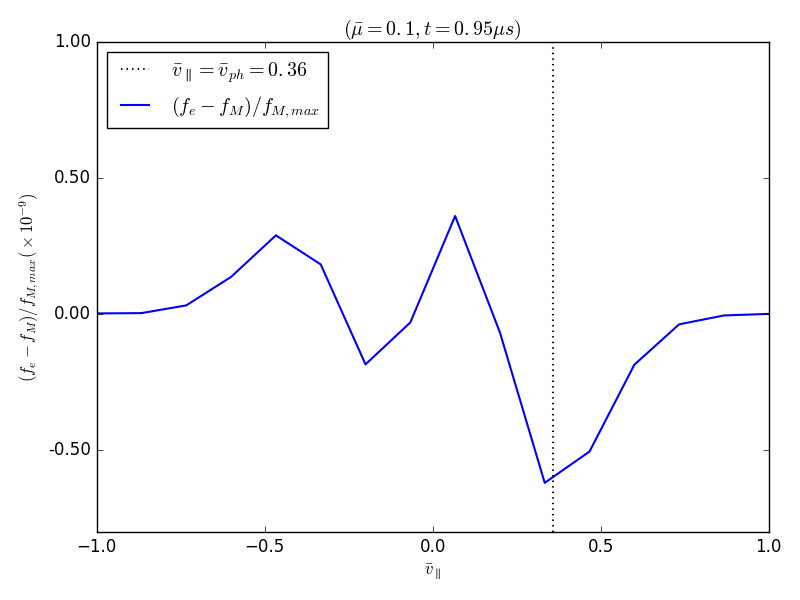 (μ̄ = 0.1, t = 0.95μs)
v̄∥ = v̄ph = 0.36
(fe − fM)/fM,max
1.00
0.50
0.00
-0.50
(fe − fM)/fM,max(×10⁻⁹)
−1.0 −0.5 0.0 0.5 1.0
v̄∥